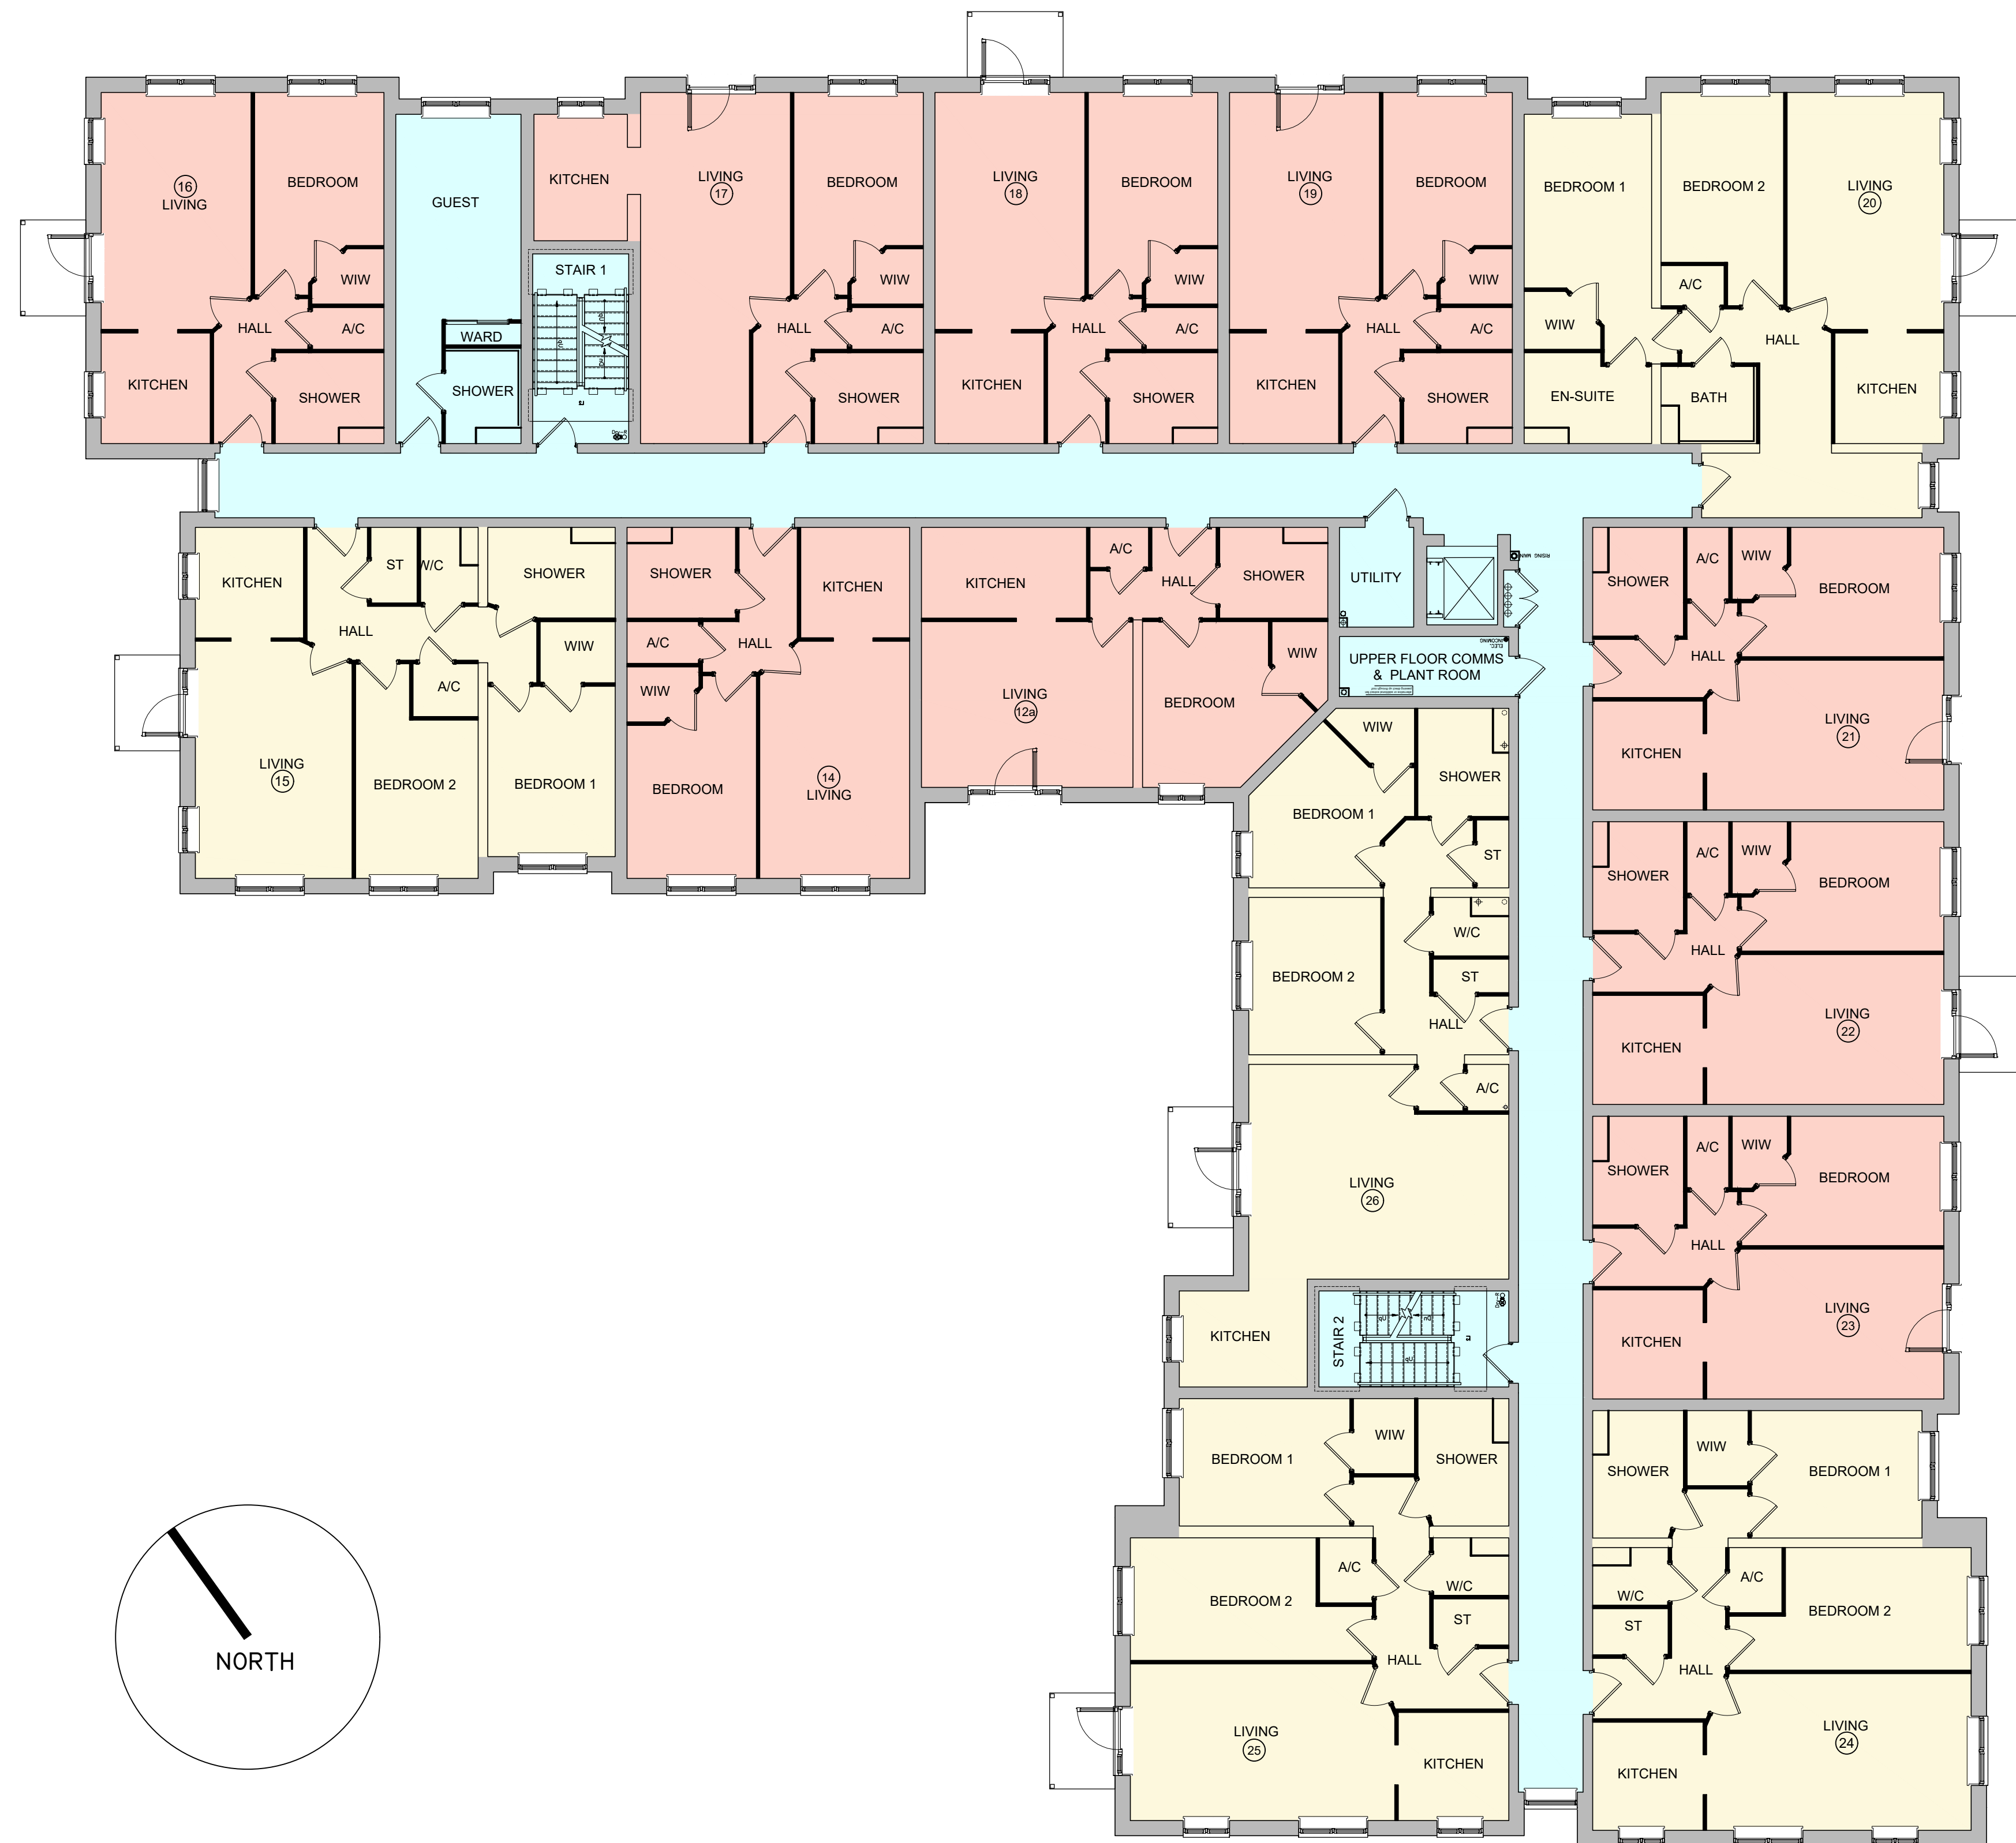 16
LIVING
BEDROOM
WIW
HALL
A/C
KITCHEN
SHOWER
GUEST
WARD
SHOWER
KITCHEN
STAIR 1
LIVING
17
BEDROOM
WIW
HALL
A/C
SHOWER
LIVING
18
BEDROOM
WIW
HALL
A/C
KITCHEN
SHOWER
LIVING
19
BEDROOM
WIW
HALL
A/C
KITCHEN
SHOWER
BEDROOM 1
BEDROOM 2
LIVING
20
A/C
WIW
HALL
EN-SUITE
BATH
KITCHEN
KITCHEN
ST
W/C
SHOWER
HALL
WIW
A/C
LIVING
15
BEDROOM 2
BEDROOM 1
SHOWER
KITCHEN
A/C
HALL
WIW
BEDROOM
14
LIVING
KITCHEN
A/C
HALL
SHOWER
WIW
LIVING
12a
BEDROOM
UTILITY
RISING MAIN
ELEC.
INCOMING
UPPER FLOOR COMMS
& PLANT ROOM
SHOWER
A/C
WIW
BEDROOM
HALL
LIVING
21
KITCHEN
WIW
SHOWER
BEDROOM 1
ST
W/C
BEDROOM 2
ST
HALL
A/C
LIVING
26
KITCHEN
STAIR 2
SHOWER
A/C
WIW
BEDROOM
HALL
LIVING
22
KITCHEN
SHOWER
A/C
WIW
BEDROOM
HALL
LIVING
23
KITCHEN
BEDROOM 1
WIW
SHOWER
A/C
W/C
BEDROOM 2
ST
HALL
LIVING
25
KITCHEN
SHOWER
WIW
BEDROOM 1
W/C
A/C
BEDROOM 2
ST
HALL
LIVING
24
KITCHEN
NORTH